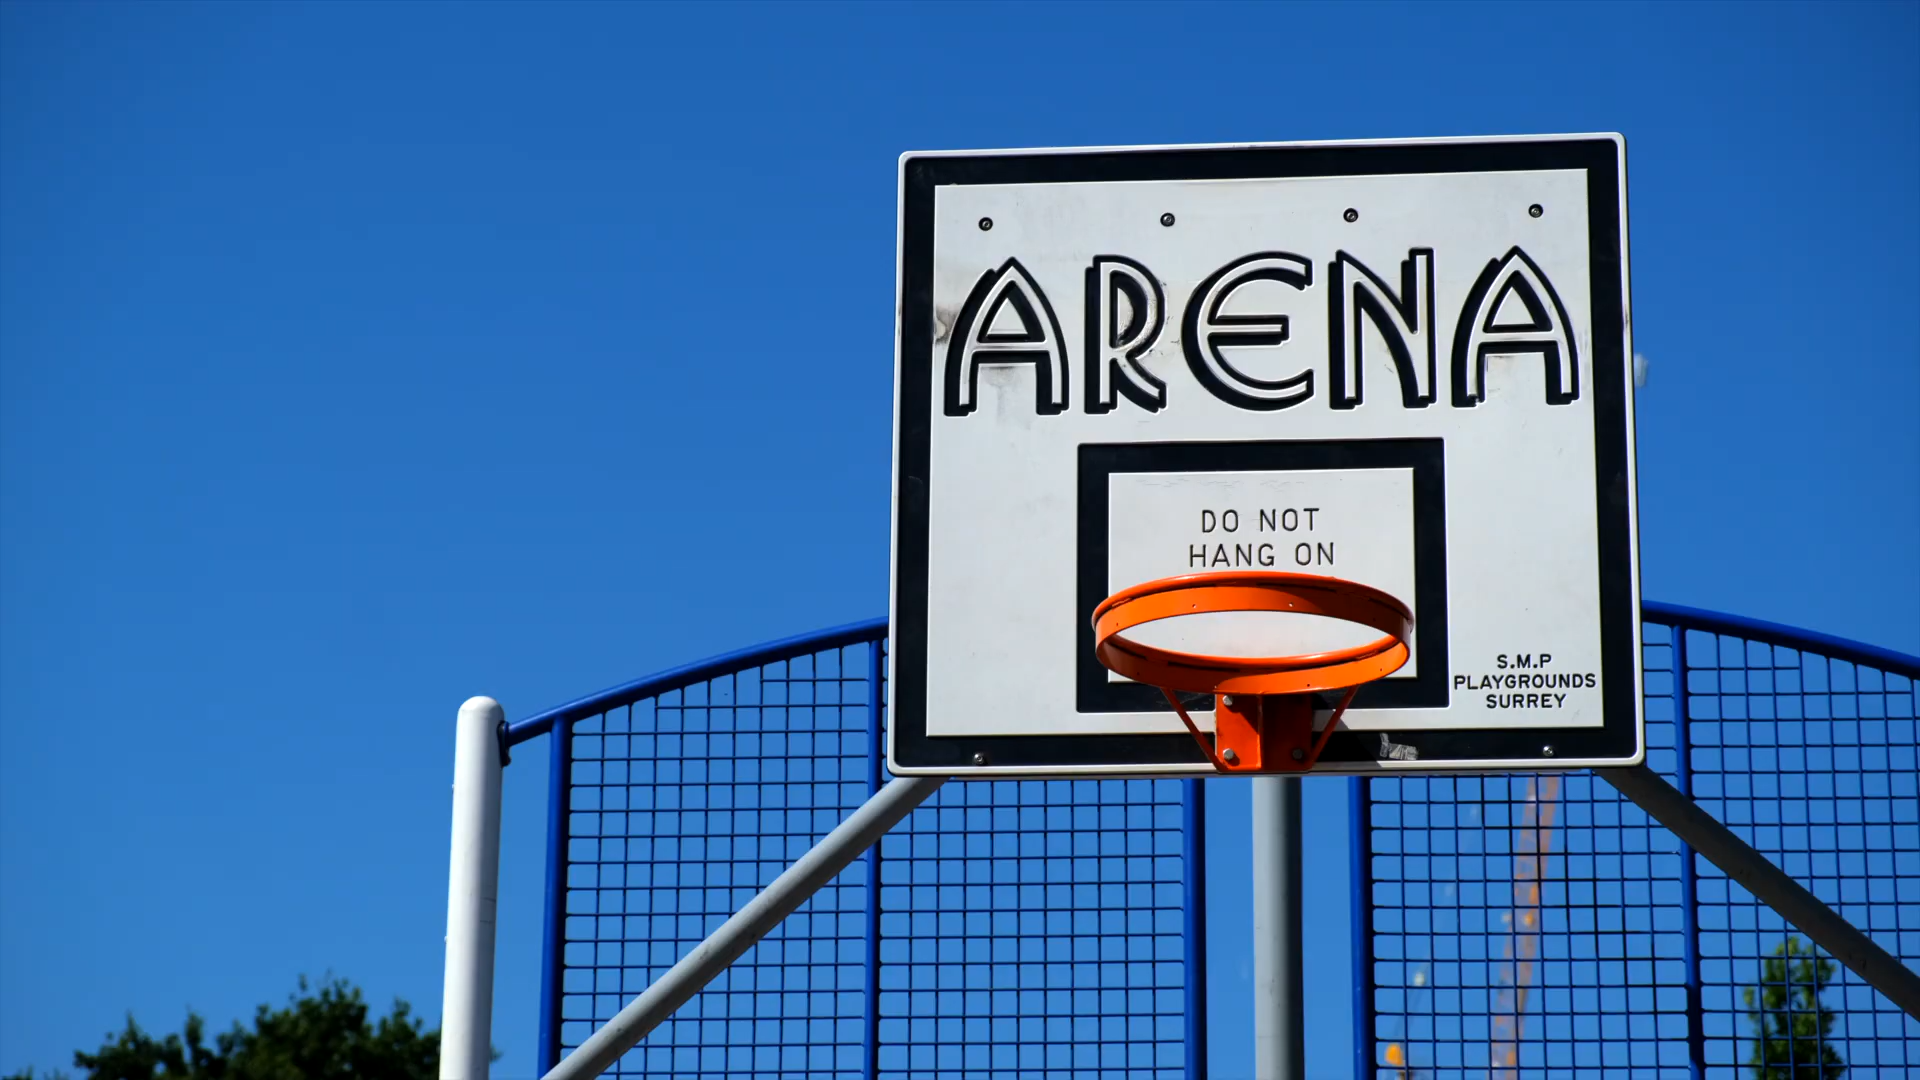 ARENA
DO NOT
HANG ON
S.M.P
PLAYGROUNDS
SURREY